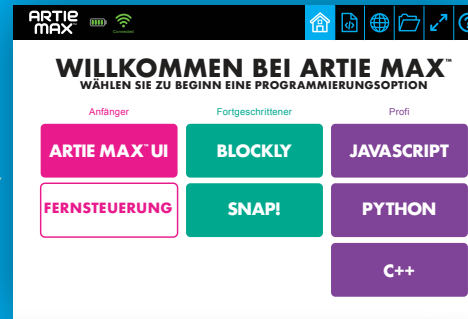 ARTIE
MAX
Connected
WILLKOMMEN BEI ARTIE MAX™
WÄHLEN SIE ZU BEGINN EINE PROGRAMMIERUNGSOPTION
Anfänger Fortgeschrittener Profi
ARTIE MAX™ UI BLOCKLY JAVASCRIPT
FERNSTEUERUNG SNAP! PYTHON
C++